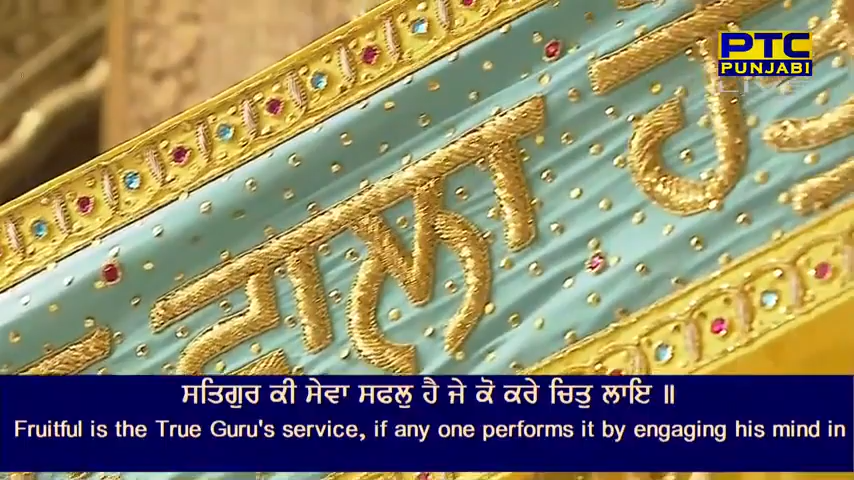 PTC
PUNJABI
LIVE
ਸਤਿਗੁਰ ਕੀ ਸੇਵਾ ਸਫਲੁ ਹੈ ਜੇ ਕੋ ਕਰੇ ਚਿਤੁ ਲਾਇ ॥
Fruitful is the True Guru's service, if any one performs it by engaging his mind in